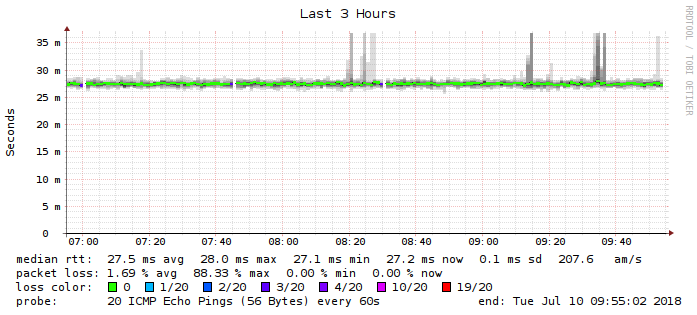 Last 3 Hours
RRDTOOL / TOBI OETIKER
Seconds
35 m
30 m
25 m
20 m
15 m
10 m
5 m
0
07:00 07:20 07:40 08:00 08:20 08:40 09:00 09:20 09:40
median rtt: 27.5 ms avg 28.0 ms max 27.1 ms min 27.2 ms now 0.1 ms sd 207.6 am/s
packet loss: 1.69 % avg 88.33 % max 0.00 % min 0.00 % now
loss color: 0 1/20 2/20 3/20 4/20 10/20 19/20
probe: 20 ICMP Echo Pings (56 Bytes) every 60s end: Tue Jul 10 09:55:02 2018